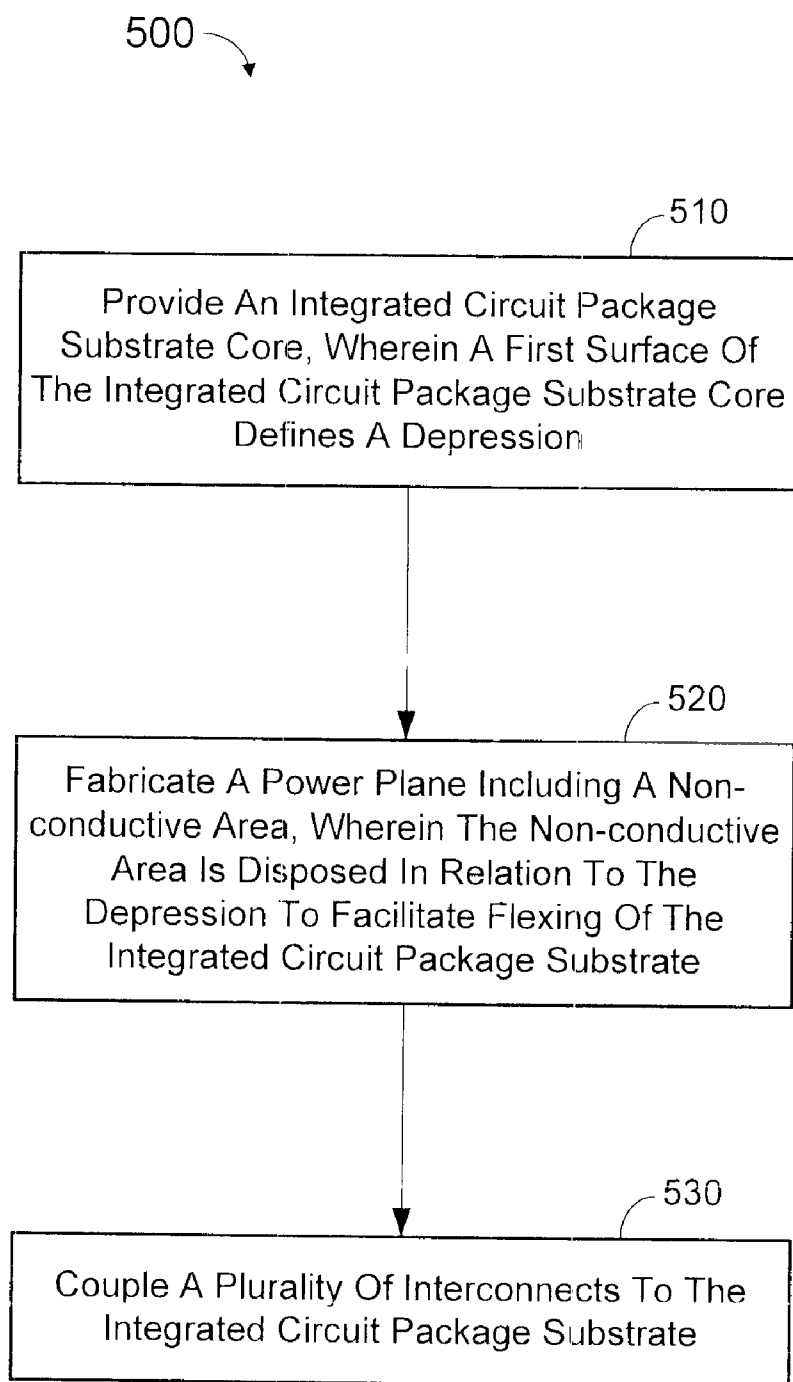 500
510
Provide An Integrated Circuit Package
Substrate Core, Wherein A First Surface Of
The Integrated Circuit Package Substrate Core
Defines A Depression
520
Fabricate A Power Plane Including A Non-
conductive Area, Wherein The Non-conductive
Area Is Disposed In Relation To The
Depression To Facilitate Flexing Of The
Integrated Circuit Package Substrate
530
Couple A Plurality Of Interconnects To The
Integrated Circuit Package Substrate